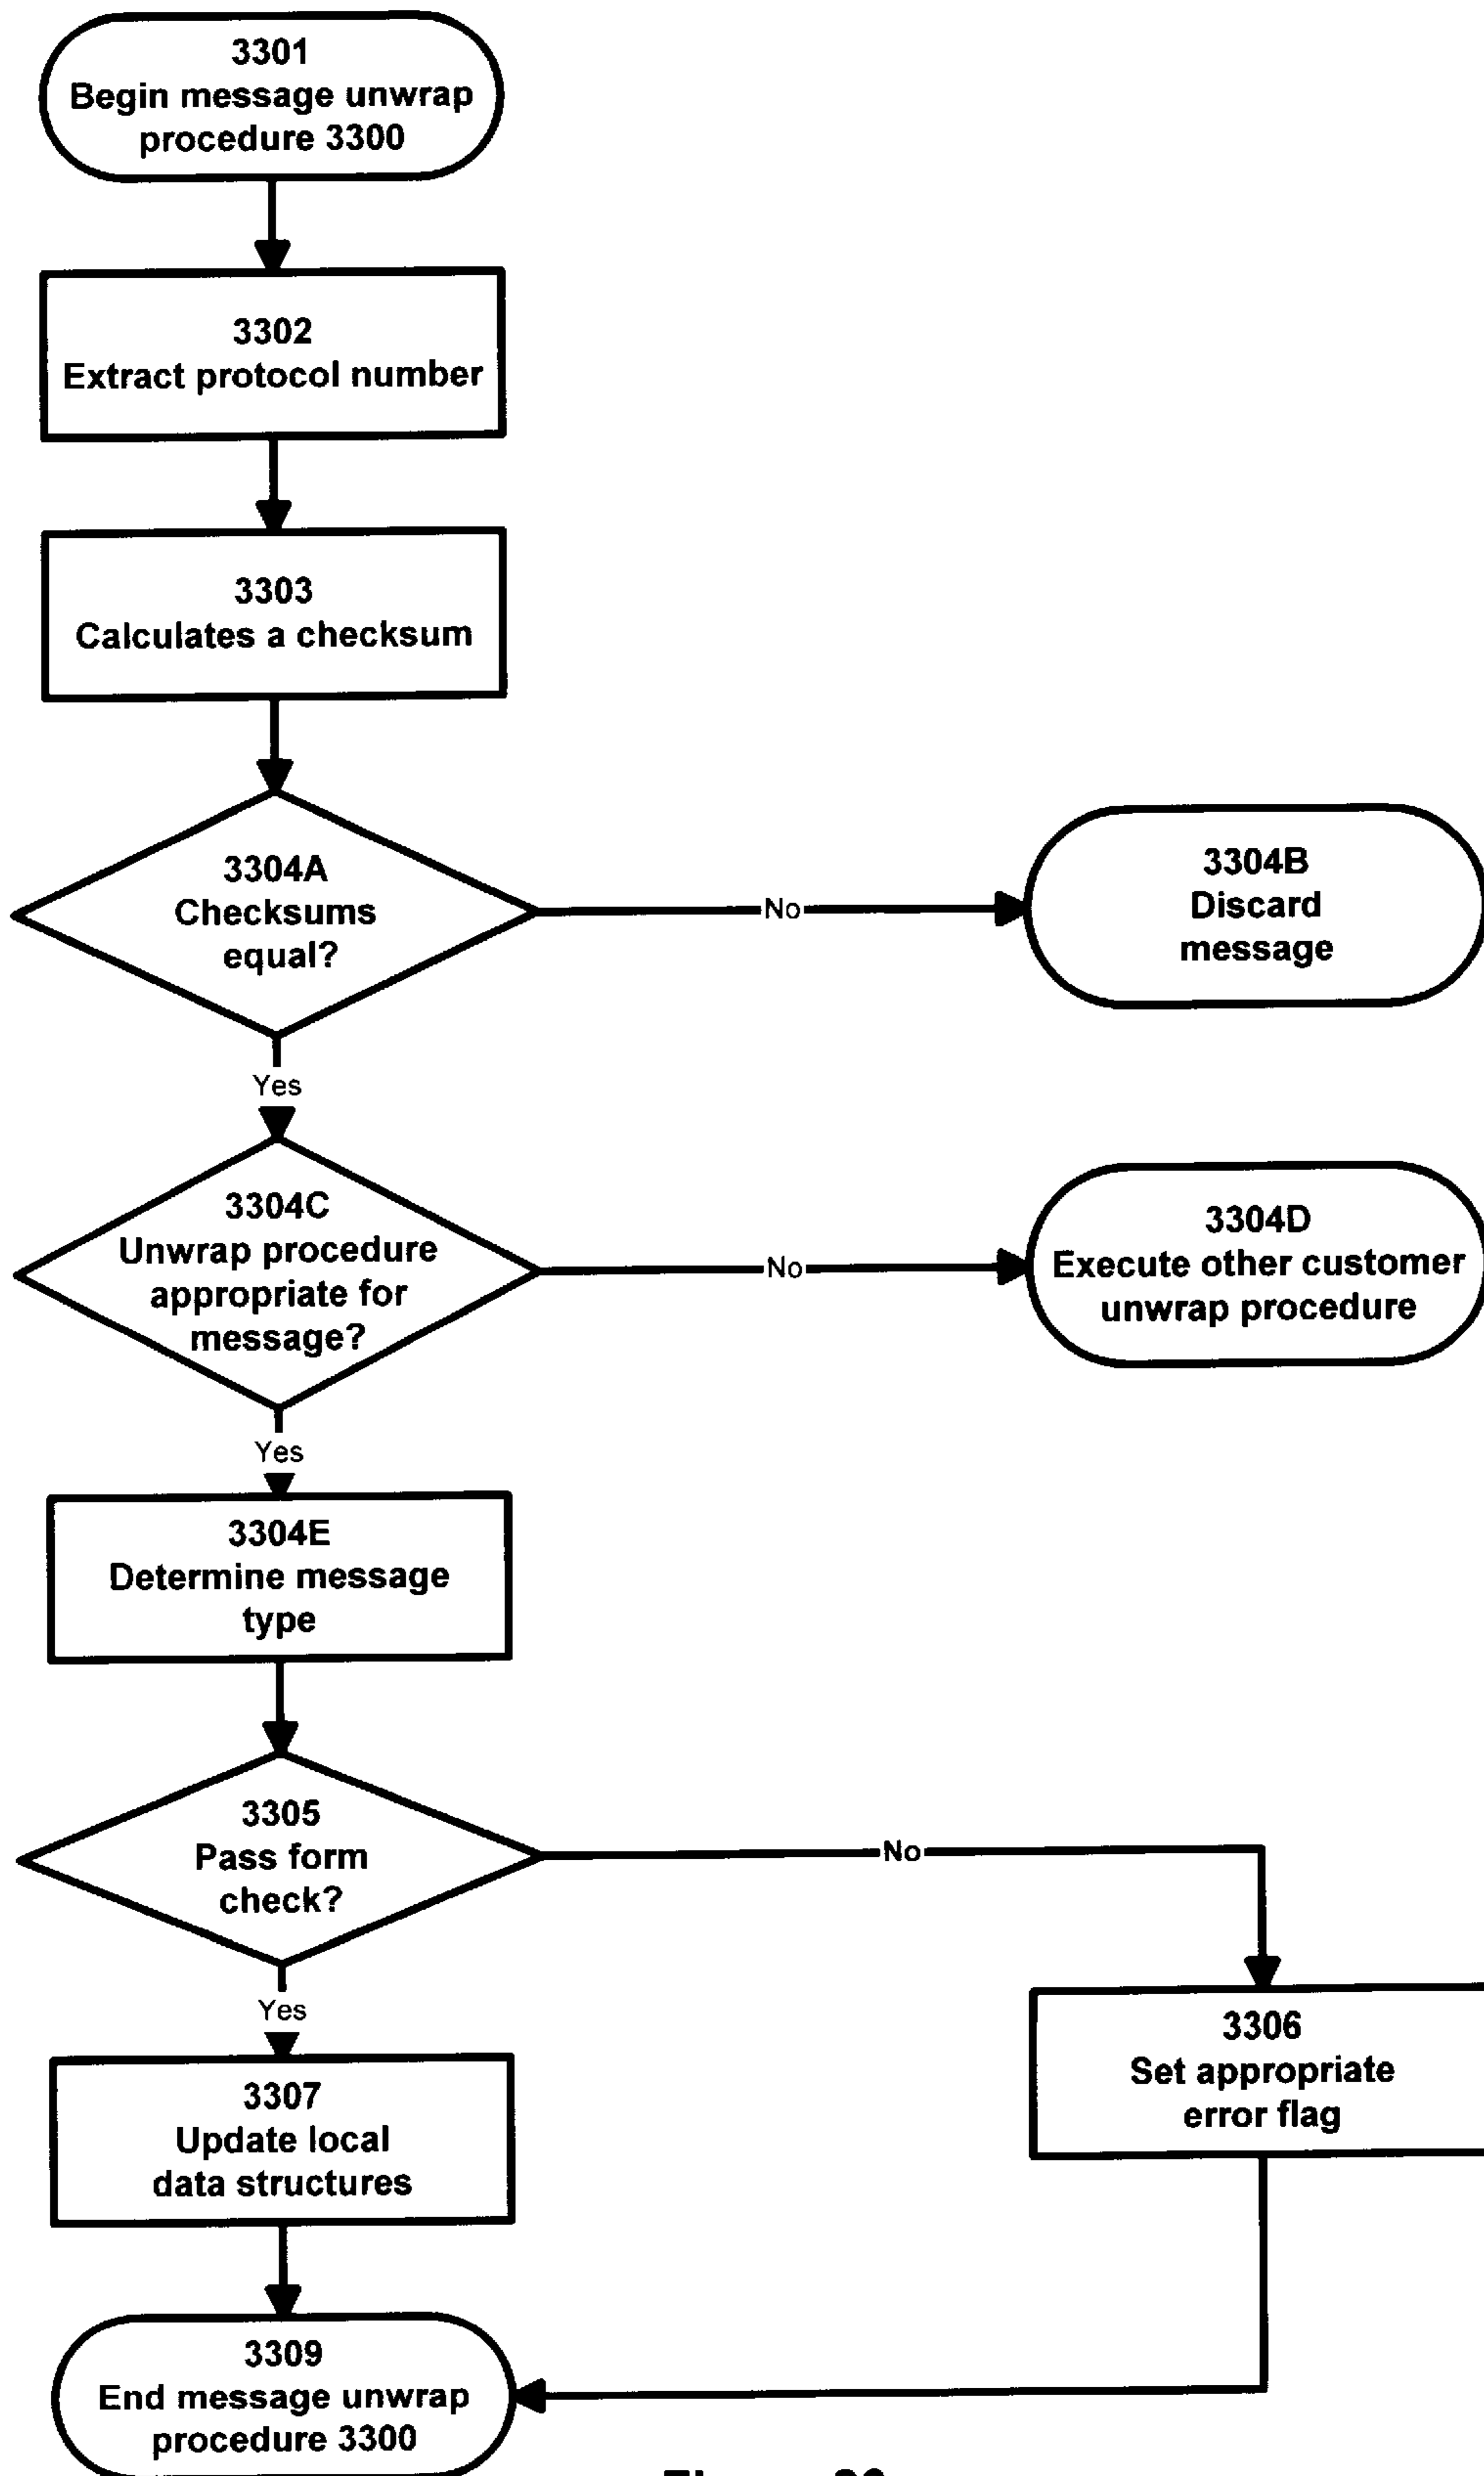 3301
Begin message unwrap
procedure 3300
3302
Extract protocol number
3303
Calculates a checksum
3304A
Checksums
equal?
No
3304B
Discard
message
Yes
3304C
Unwrap procedure
appropriate for
message?
No
3304D
Execute other customer
unwrap procedure
Yes
3304E
Determine message
type
3305
Pass form
check?
No
Yes
3306
Set appropriate
error flag
3307
Update local
data structures
3309
End message unwrap
procedure 3300